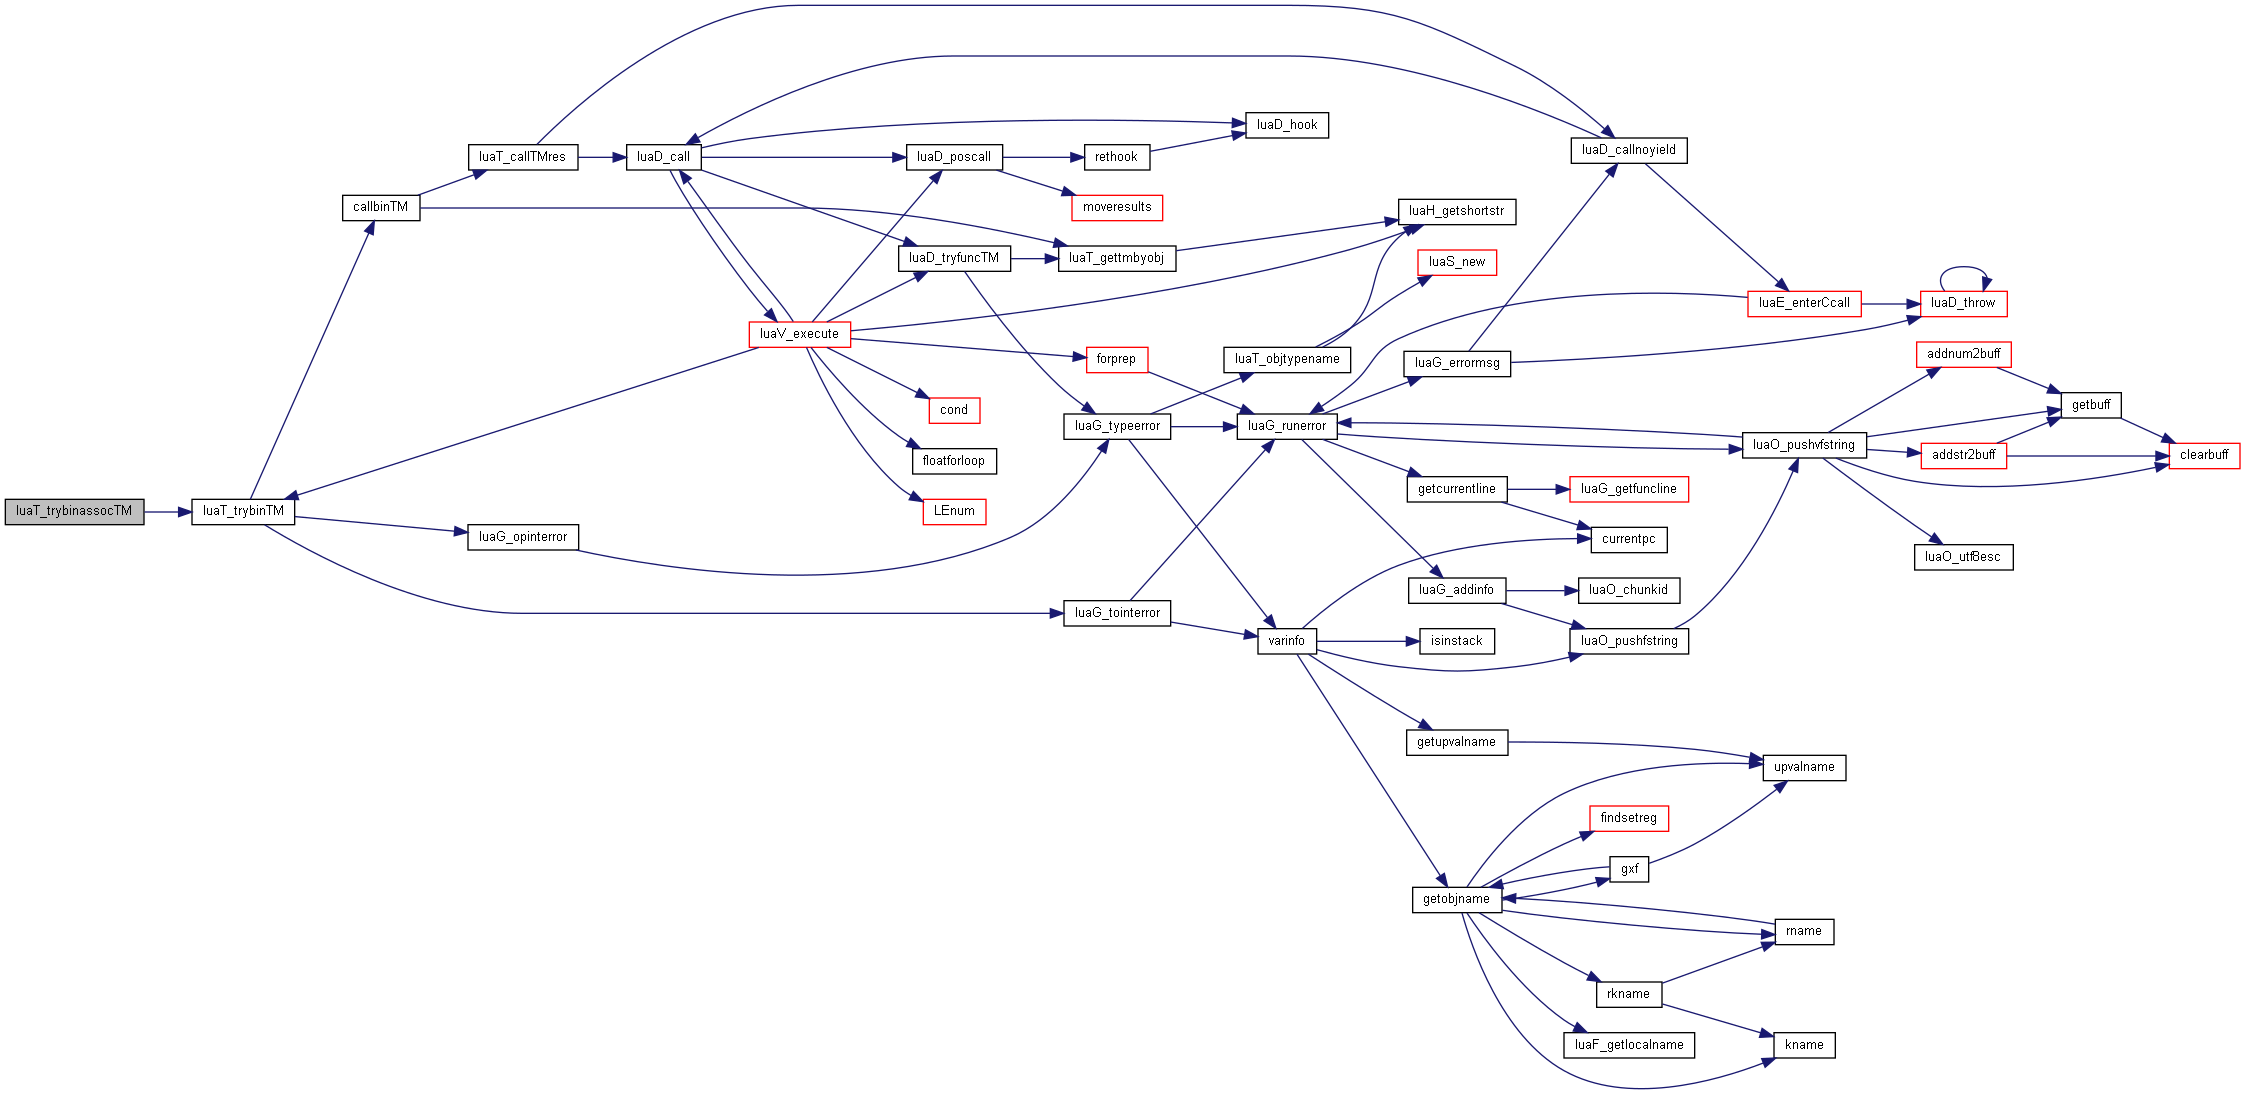 luaT_trybinassocTM
luaT_trybinTM
callbinTM
luaT_callTMres
luaG_opinterror
luaD_call
luaV_execute
luaD_poscall
luaD_tryfuncTM
cond
floatforloop
LEnum
rethook
moveresults
luaT_gettmbyobj
forprep
luaG_typeerror
luaG_tointerror
luaD_hook
luaT_objtypename
luaG_runerror
varinfo
luaH_getshortstr
luaS_new
luaG_errormsg
getcurrentline
luaG_addinfo
isinstack
getupvalname
getobjname
luaD_callnoyield
luaG_getfuncline
currentpc
luaO_chunkid
luaO_pushfstring
findsetreg
gxf
rkname
luaF_getlocalname
luaE_enterCcall
luaO_pushvfstring
upvalname
rname
kname
luaD_throw
addnum2buff
addstr2buff
luaO_utf8esc
getbuff
clearbuff